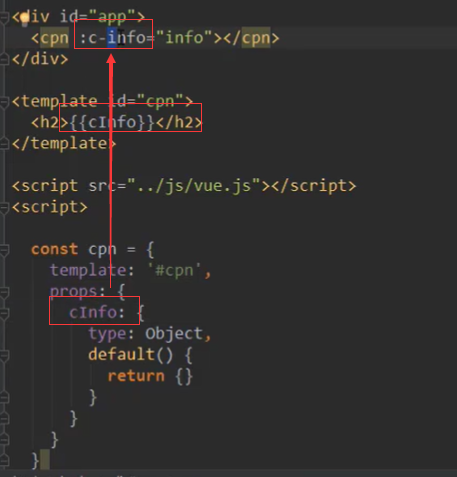 <div id="app">
<cpn :c-info="info"></cpn>
</div>
<template id="cpn">
<h2>{{cInfo}}</h2>
</template>
<script src="../js/vue.js"></script>
<script>
const cpn = {
template: '#cpn',
props: {
cInfo: {
type: Object,
default() {
return {}
}
}
}
}